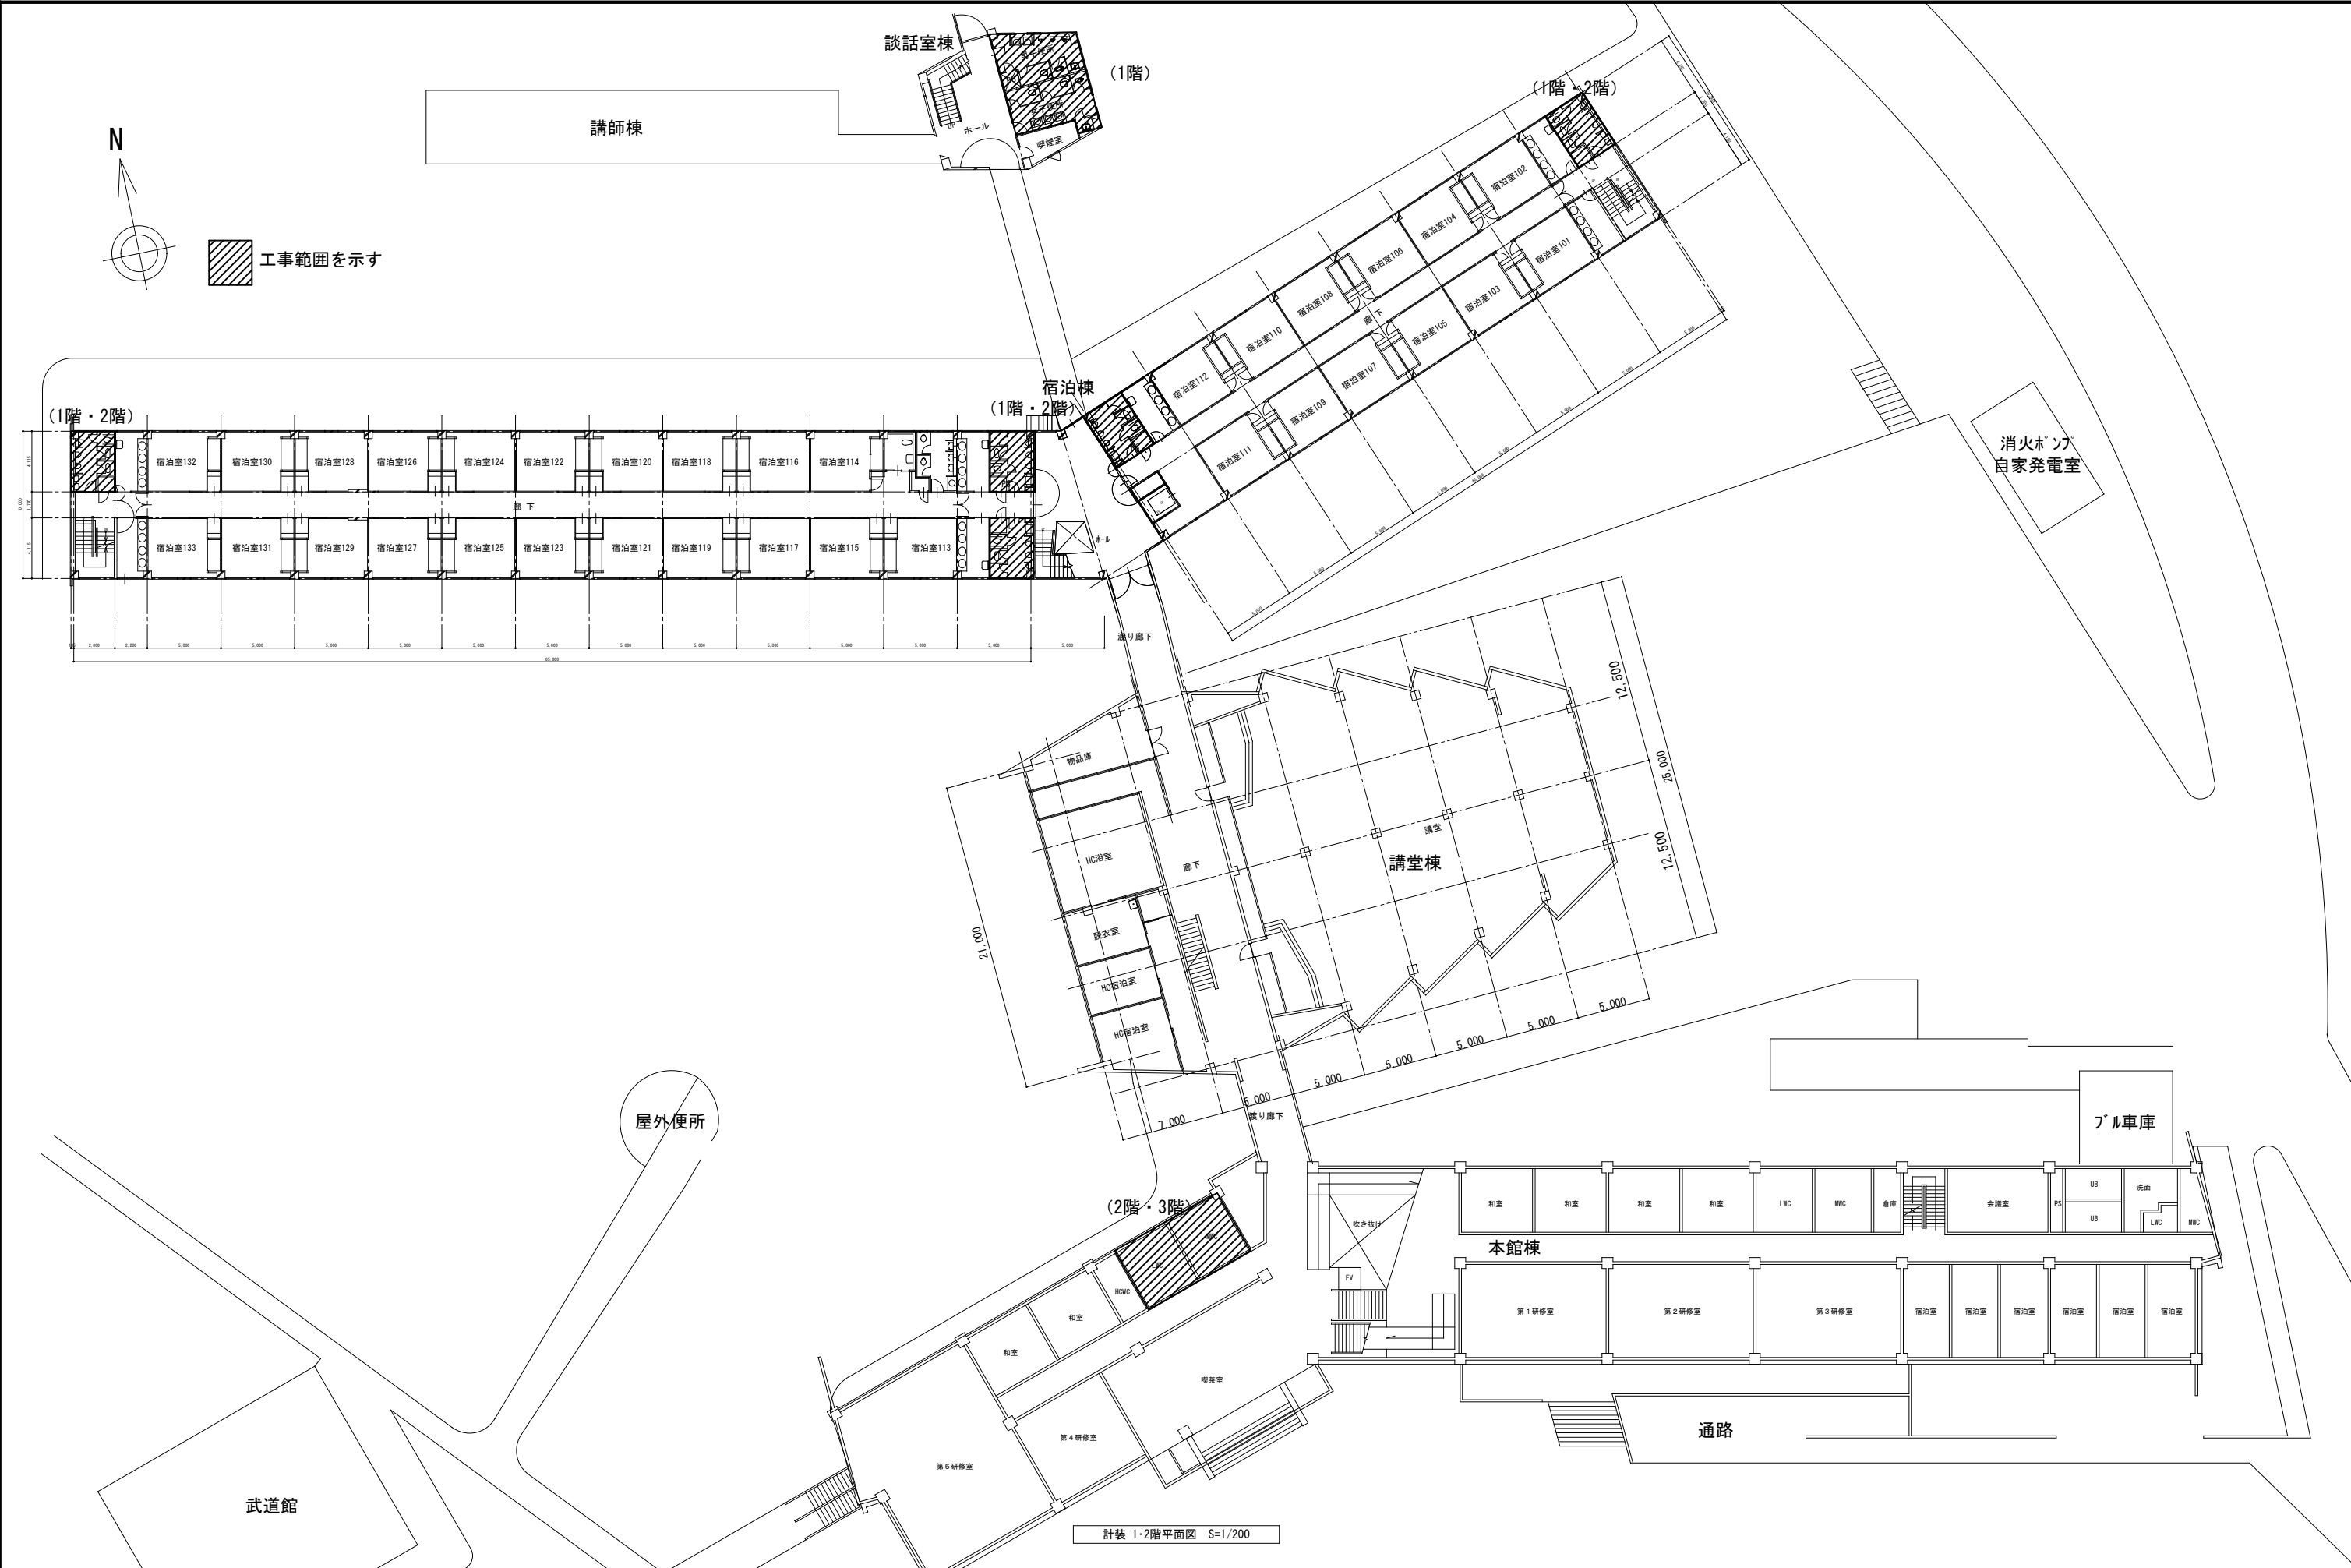 談話室棟
(1階)
男子便所
女子便所
UP
ホール
喫煙室
講師棟
N
工事範囲を示す
(1階・2階)
宿泊室102
宿泊室104
宿泊室106
宿泊室108
宿泊室110
宿泊室112
宿泊室101
宿泊室103
宿泊室105
宿泊室107
宿泊室109
宿泊室111
廊 下
宿泊棟
(1階・2階)
(1階・2階)
宿泊室132
宿泊室130
宿泊室128
宿泊室126
宿泊室124
宿泊室122
宿泊室120
宿泊室118
宿泊室116
宿泊室114
廊 下
宿泊室133
宿泊室131
宿泊室129
宿泊室127
宿泊室125
宿泊室123
宿泊室121
宿泊室119
宿泊室117
宿泊室115
宿泊室113
ホール
消火ポンプ
自家発電室
渡り廊下
物品庫
HC浴室
脱衣室
HC宿泊室
HC宿泊室
廊下
講堂
講堂棟
12,500
25,000
12,500
21,000
7,000
5,000
5,000
5,000
5,000
5,000
5,000
渡り廊下
屋外便所
ブル車庫
(2階・3階)
MWC
LWC
HCWC
和室
和室
吹き抜け
EV
和室
和室
和室
和室
LWC
MWC
倉庫
会議室
PS
UB
UB
洗面
LWC
MWC
本館棟
第1研修室
第2研修室
第3研修室
宿泊室
宿泊室
宿泊室
宿泊室
宿泊室
宿泊室
喫茶室
第4研修室
第5研修室
通路
武道館
計装 1・2階平面図 S=1/200